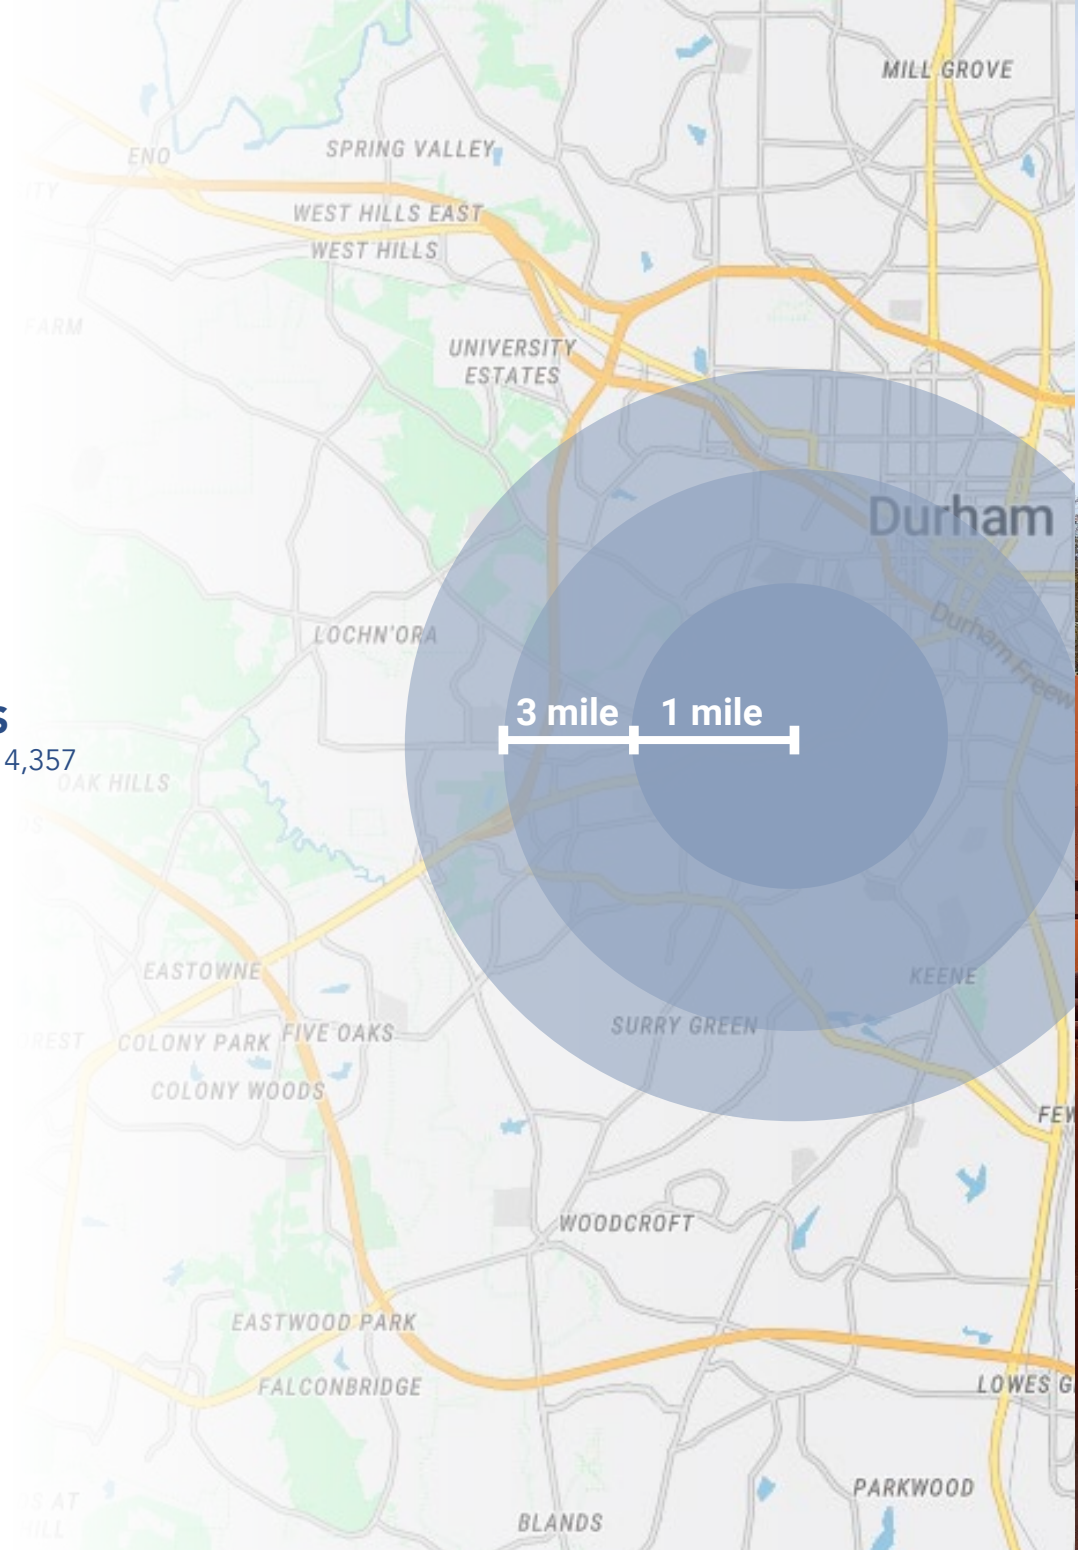 MILL GROVE
ENO
SPRING VALLEY
WEST HILLS EAST
WEST HILLS
UNIVERSITY
ESTATES
Durham
LOCHN'ORA
Durham Freew
3 mile 1 mile
4,357
OAK HILLS
EASTOWNE
KEENE
SURRY GREEN
COLONY PARK
FIVE OAKS
COLONY WOODS
FEW
WOODCROFT
EASTWOOD PARK
FALCONBRIDGE
LOWES G
PARKWOOD
BLANDS